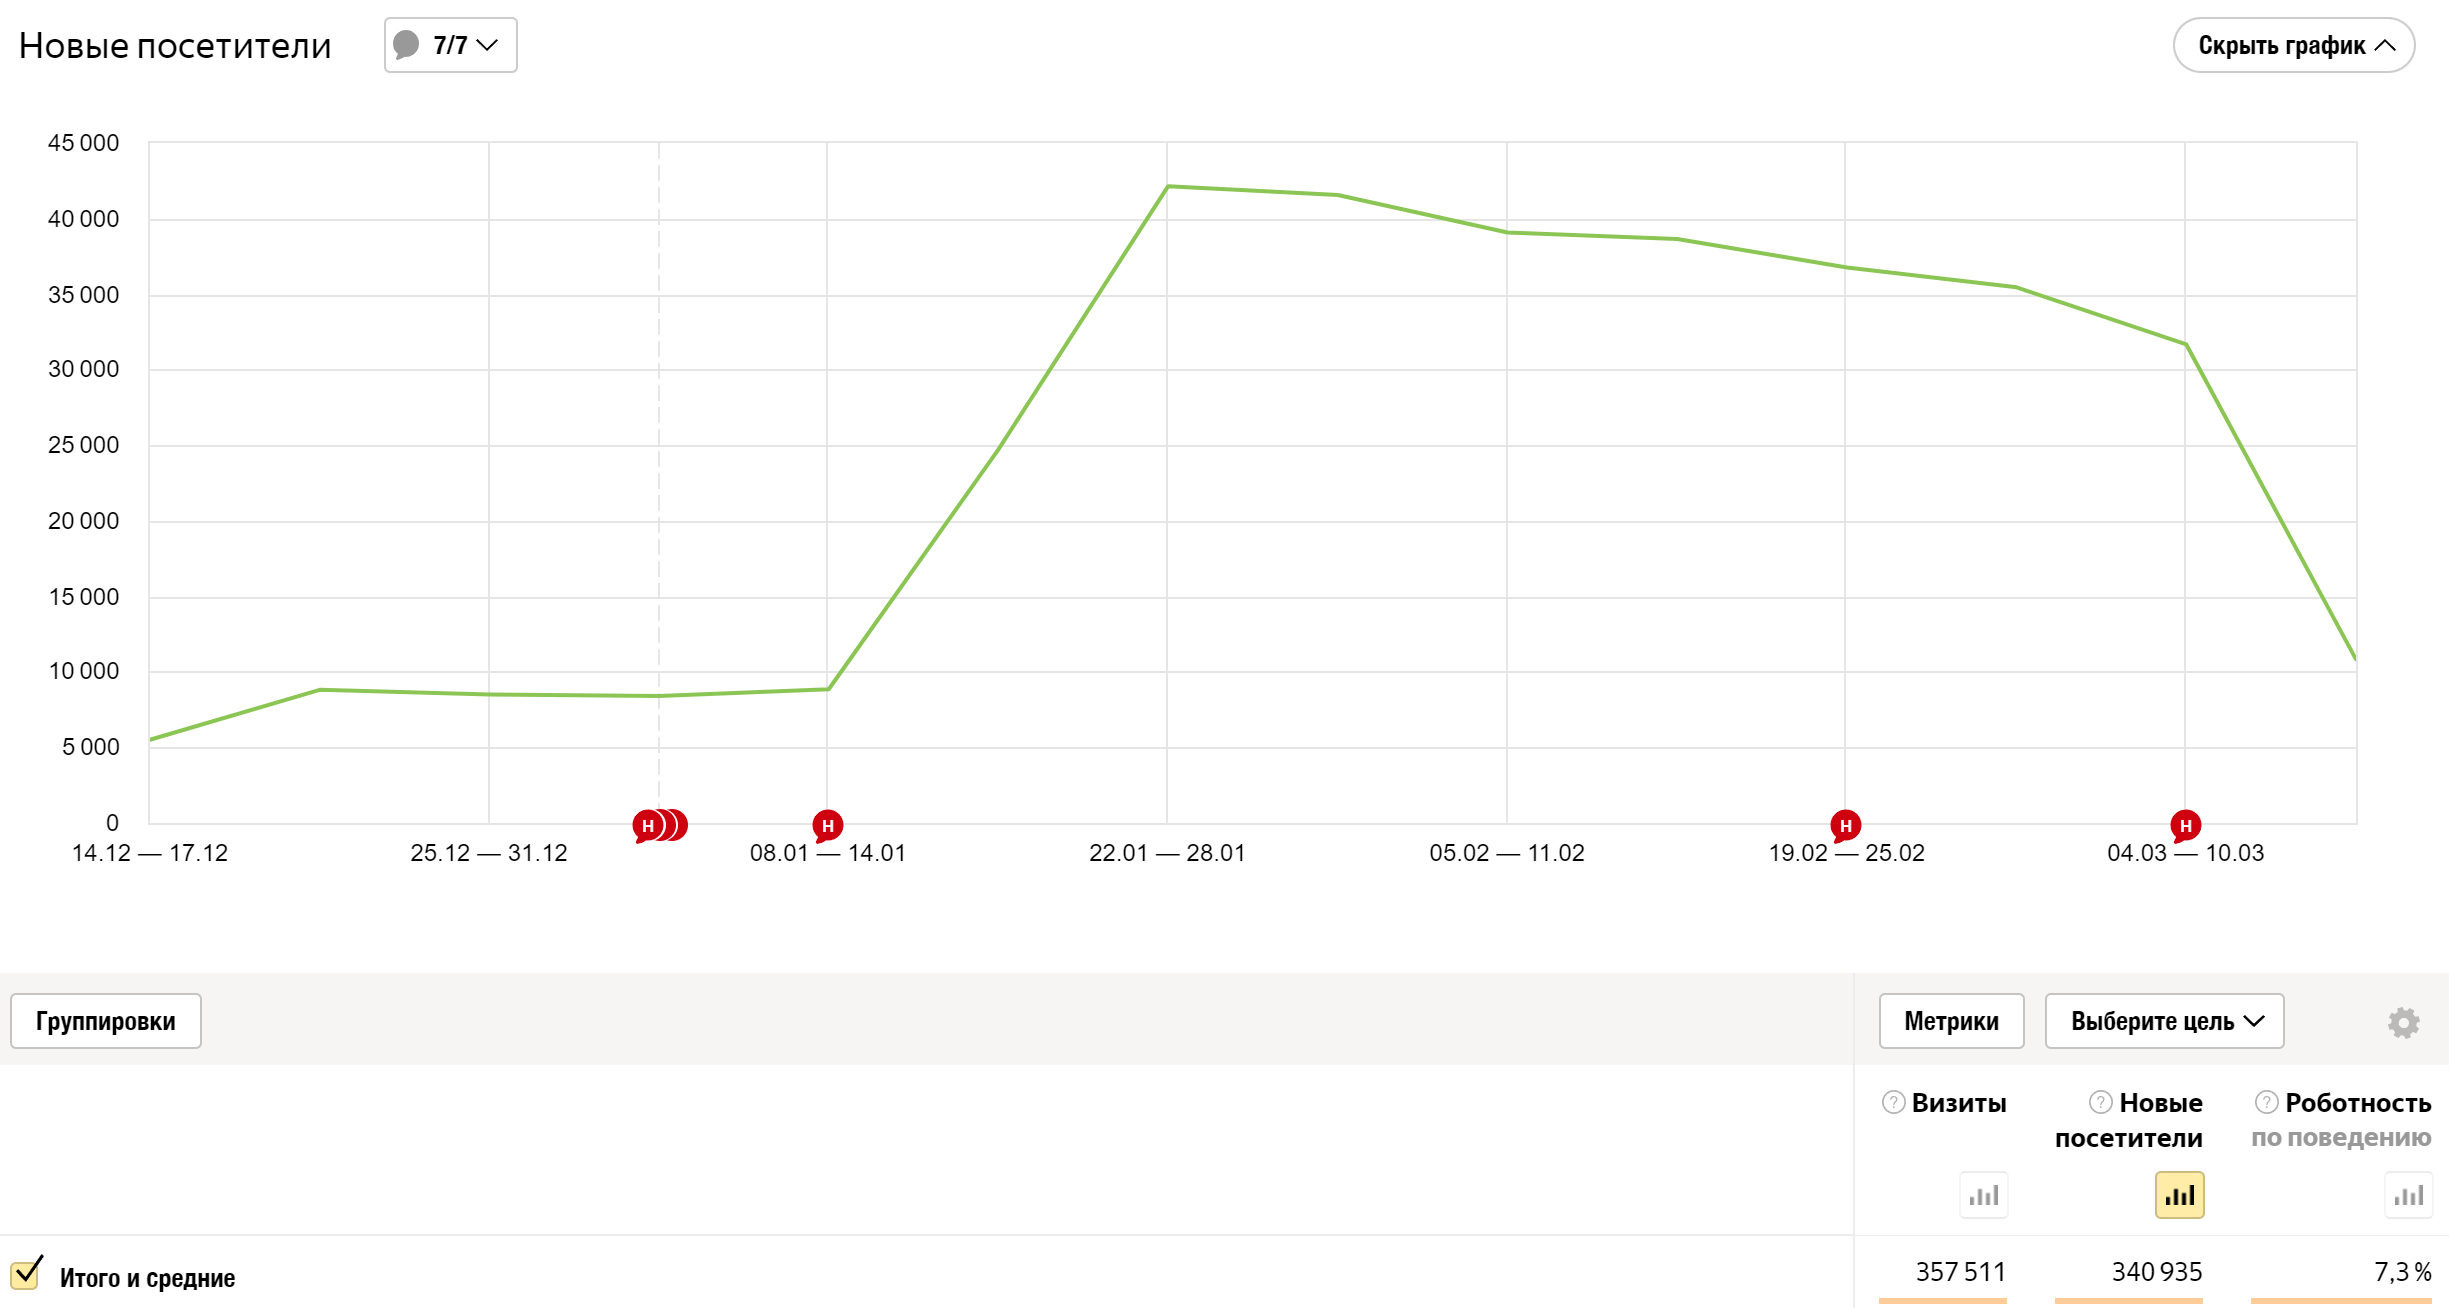 Новые посетители
7/7
Скрыть график
45 000
40 000
35 000
30 000
25 000
20 000
15 000
10 000
5 000
0
Н Н Н Н
14.12 — 17.12 25.12 — 31.12 08.01 — 14.01 22.01 — 28.01 05.02 — 11.02 19.02 — 25.02 04.03 — 10.03
Группировки
Метрики
Выберите цель
? Визиты
? Новые
посетители
? Роботность
по поведению
Итого и средние
357 511
340 935
7,3 %